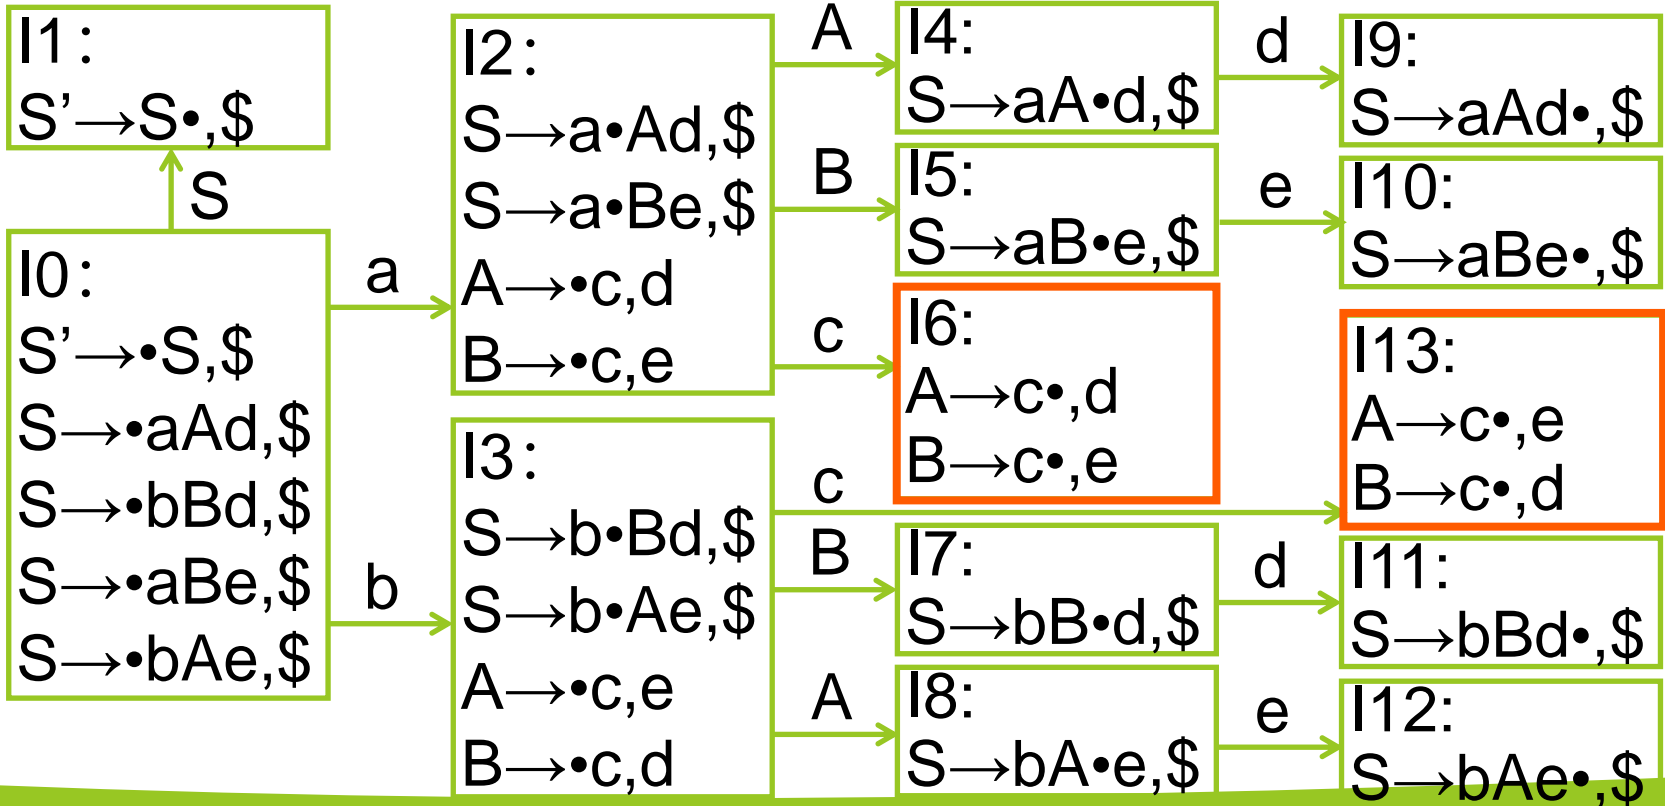 I1:
S’→S•,$
S
I0:
S’→•S,$
S→•aAd,$
S→•bBd,$
S→•aBe,$
S→•bAe,$
a
b
I2:
S→a•Ad,$
S→a•Be,$
A→•c,d
B→•c,e
I3:
S→b•Bd,$
S→b•Ae,$
A→•c,e
B→•c,d
A
B
c
c
B
A
I4:
S→aA•d,$
I5:
S→aB•e,$
I6:
A→c•,d
B→c•,e
I7:
S→bB•d,$
I8:
S→bA•e,$
d
e
d
e
I9:
S→aAd•,$
I10:
S→aBe•,$
I13:
A→c•,e
B→c•,d
I11:
S→bBd•,$
I12:
S→bAe•,$